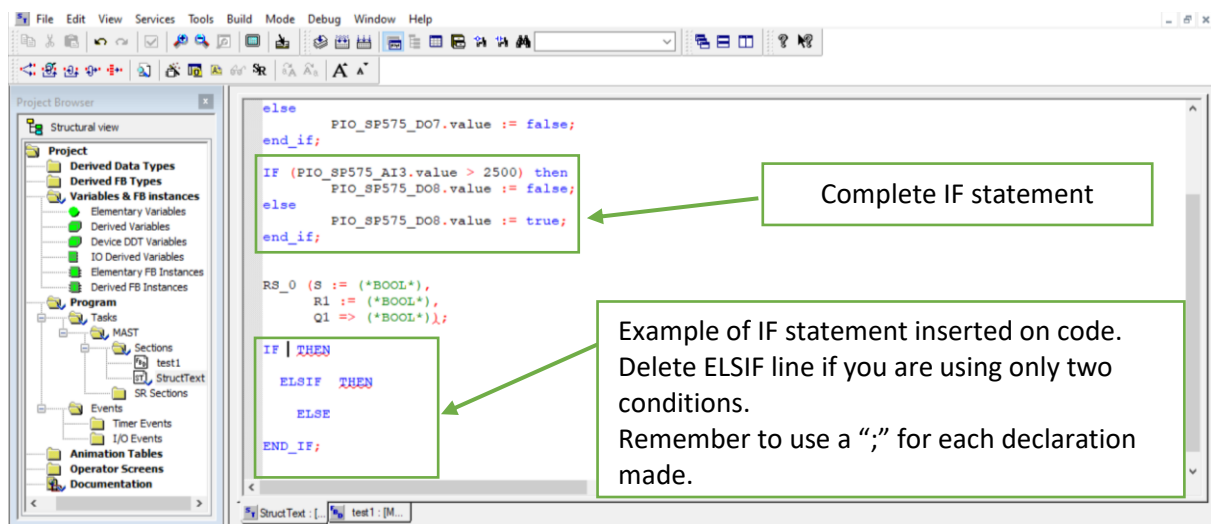 File Edit View Services Tools Build Mode Debug Window Help
Project Browser
Structural view
Project
Derived Data Types
Derived FB Types
Variables & FB instances
Elementary Variables
Derived Variables
Device DDT Variables
IO Derived Variables
Elementary FB Instances
Derived FB Instances
Program
Tasks
MAST
Sections
test1
StructText
SR Sections
Events
Timer Events
I/O Events
Animation Tables
Operator Screens
Documentation
else
PIO_SP575_DO7.value := false;
end_if;
IF (PIO_SP575_AI3.value > 2500) then
PIO_SP575_DO8.value := false;
else
PIO_SP575_DO8.value := true;
end_if;
RS_0 (S := (*BOOL*),
R1 := (*BOOL*),
Q1 => (*BOOL*));
IF THEN
ELSIF THEN
ELSE
END_IF;
Complete IF statement
Example of IF statement inserted on code.
Delete ELSIF line if you are using only two
conditions.
Remember to use a “;” for each declaration
made.
StructText : [... test1 : [M...